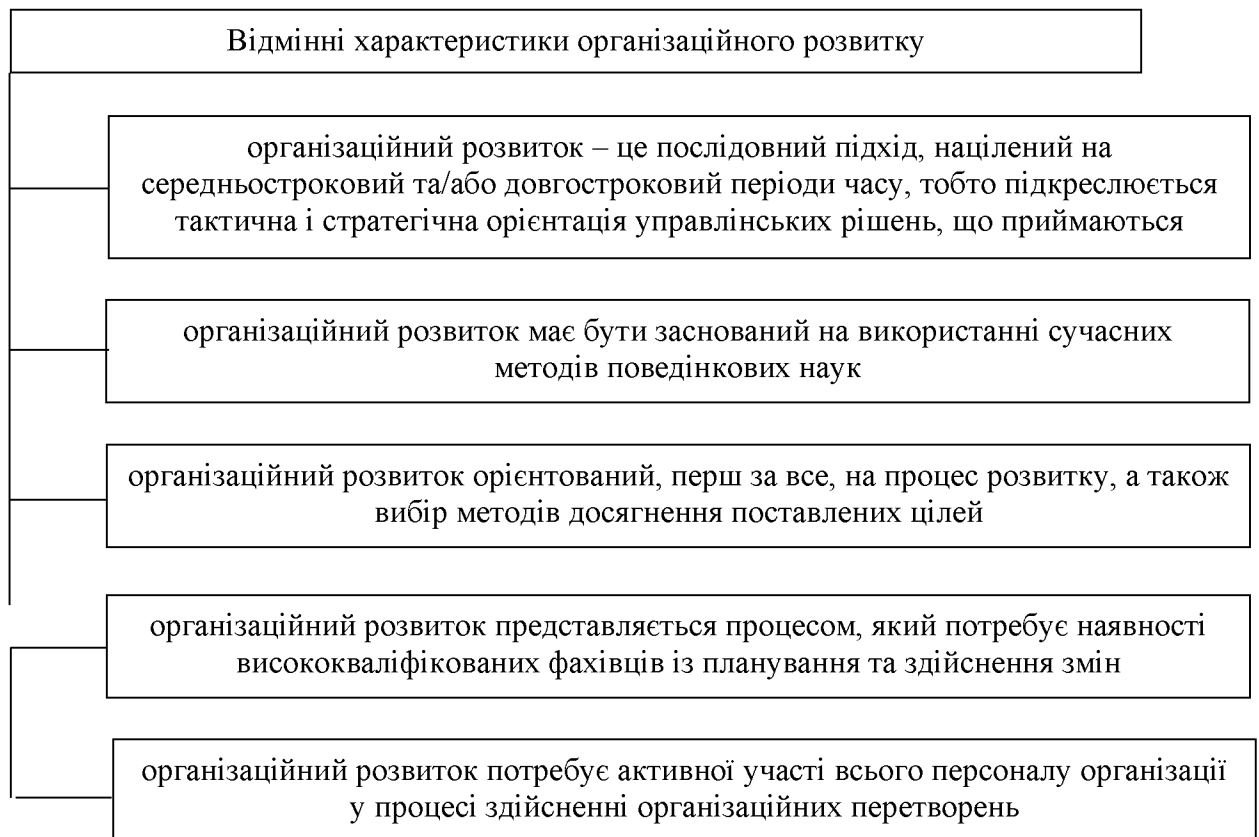 Відмінні характеристики організаційного розвитку
організаційний розвиток – це послідовний підхід, націлений на
середньостроковий та/або довгостроковий періоди часу, тобто підкреслюється
тактична і стратегічна орієнтація управлінських рішень, що приймаються
організаційний розвиток має бути заснований на використанні сучасних
методів поведінкових наук
організаційний розвиток орієнтований, перш за все, на процес розвитку, а також
вибір методів досягнення поставлених цілей
організаційний розвиток представляється процесом, який потребує наявності
висококваліфікованих фахівців із планування та здійснення змін
організаційний розвиток потребує активної участі всього персоналу організації
у процесі здійсненні організаційних перетворень